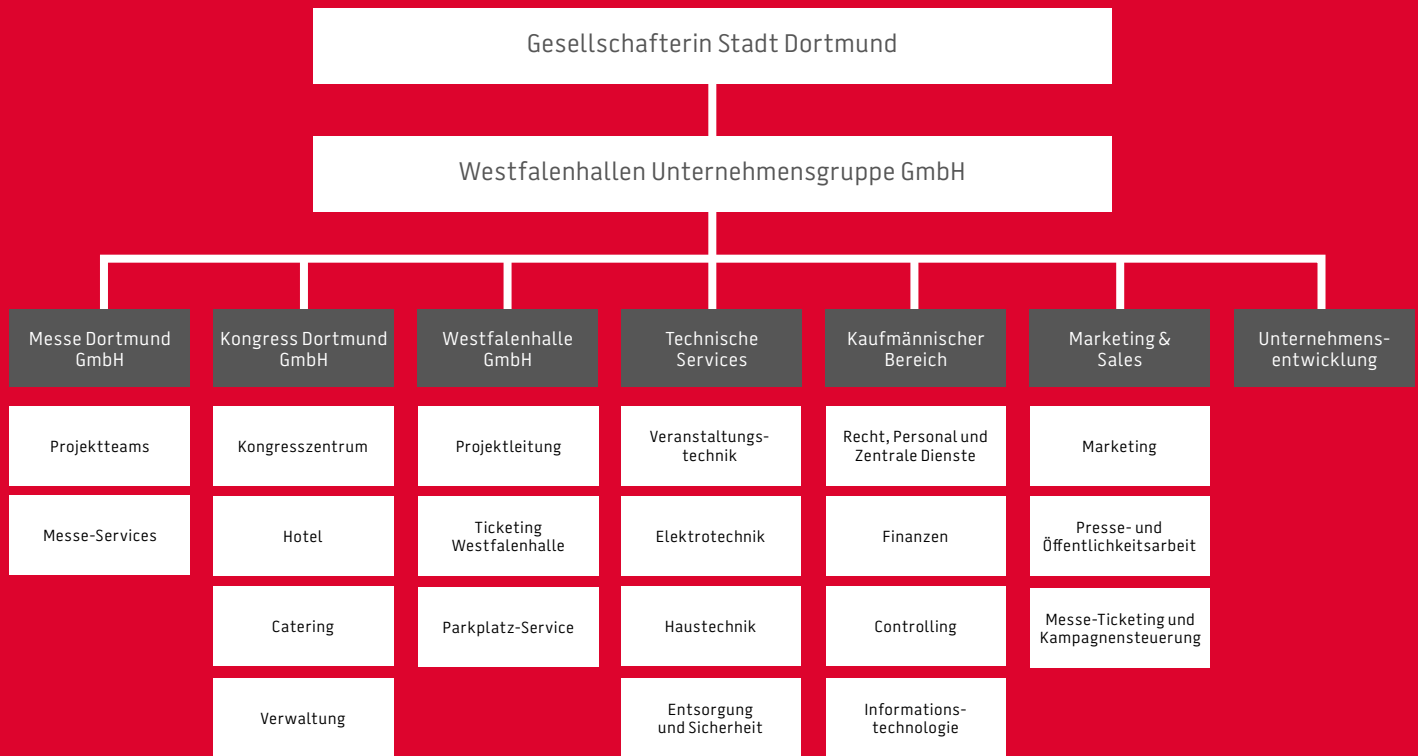 Gesellschafterin Stadt Dortmund
Westfalenhallen Unternehmensgruppe GmbH
Messe Dortmund
GmbH
Kongress Dortmund
GmbH
Westfalenhalle
GmbH
Technische
Services
Kaufmännischer
Bereich
Marketing &
Sales
Unternehmens-
entwicklung
Projektteams
Messe-Services
Kongresszentrum
Hotel
Catering
Verwaltung
Projektleitung
Ticketing
Westfalenhalle
Parkplatz-Service
Veranstaltungs-
technik
Elektrotechnik
Haustechnik
Entsorgung
und Sicherheit
Recht, Personal und
Zentrale Dienste
Finanzen
Controlling
Informations-
technologie
Marketing
Presse- und
Öffentlichkeitsarbeit
Messe-Ticketing und
Kampagnensteuerung